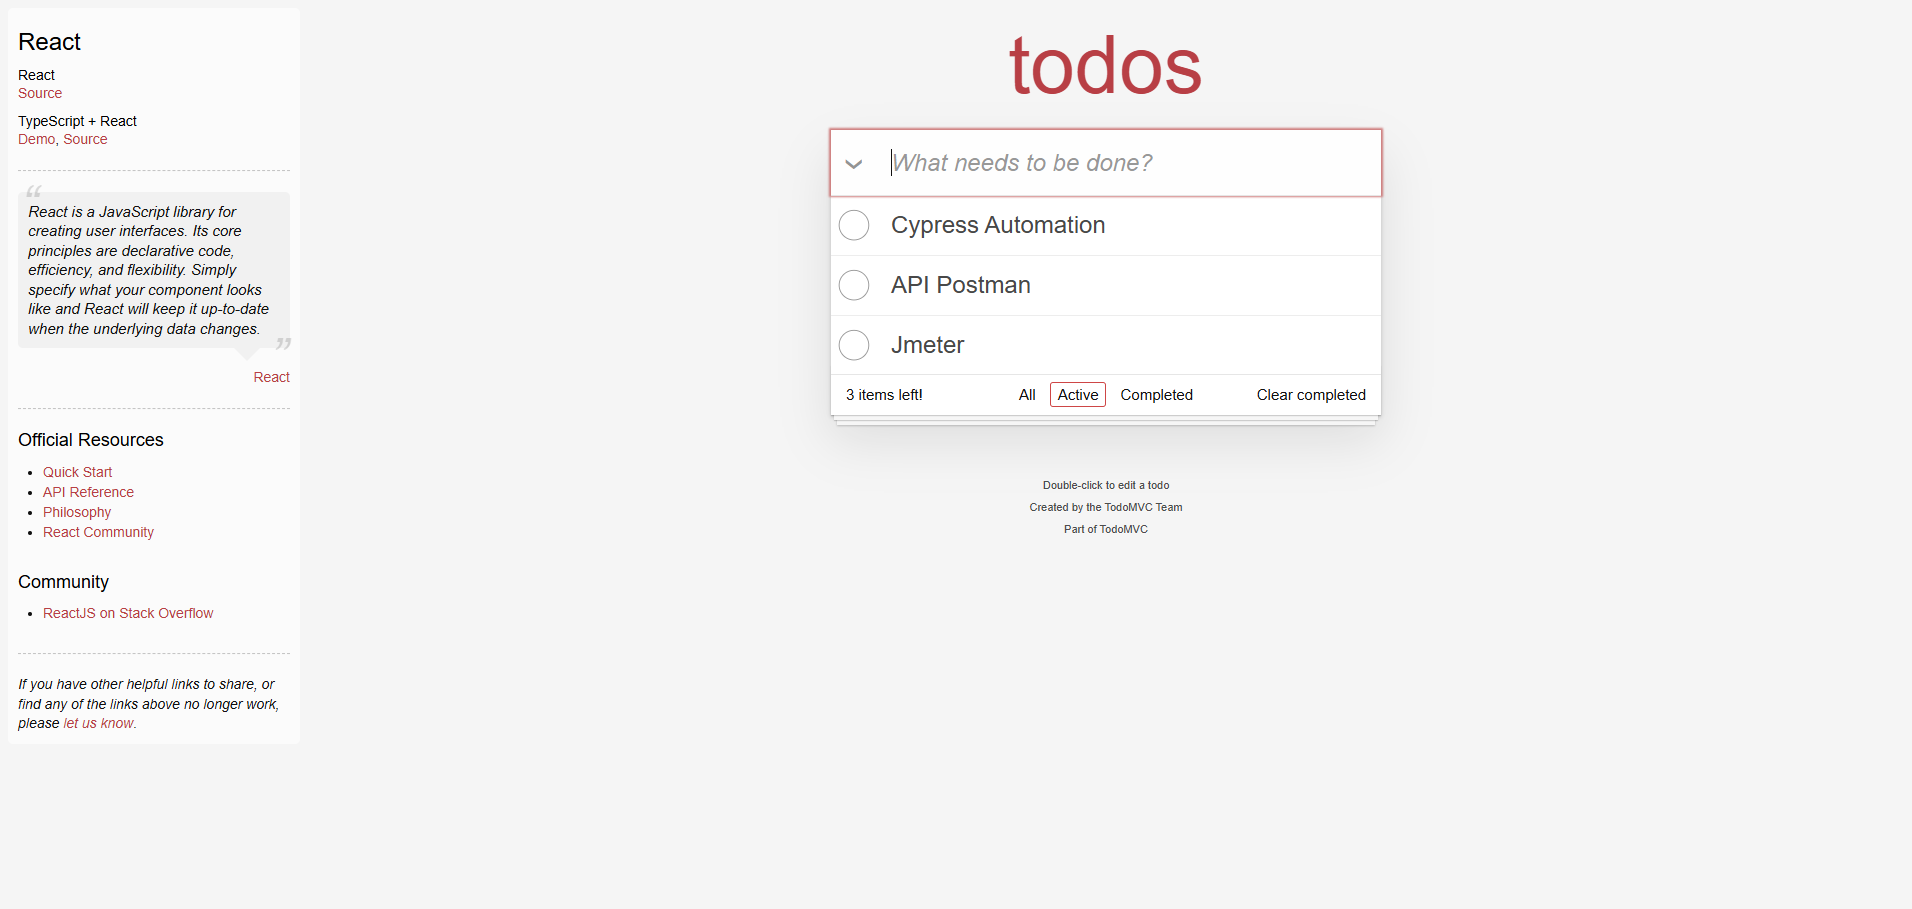 React
React
Source
TypeScript + React
Demo, Source
“
React is a JavaScript library for
creating user interfaces. Its core
principles are declarative code,
efficiency, and flexibility. Simply
specify what your component looks
like and React will keep it up-to-date
when the underlying data changes.
”
React
Official Resources
Quick Start
API Reference
Philosophy
React Community
Community
ReactJS on Stack Overflow
If you have other helpful links to share, or
find any of the links above no longer work,
please let us know.
todos
What needs to be done?
Cypress Automation
API Postman
Jmeter
3 items left! All Active Completed Clear completed
Double-click to edit a todo
Created by the TodoMVC Team
Part of TodoMVC